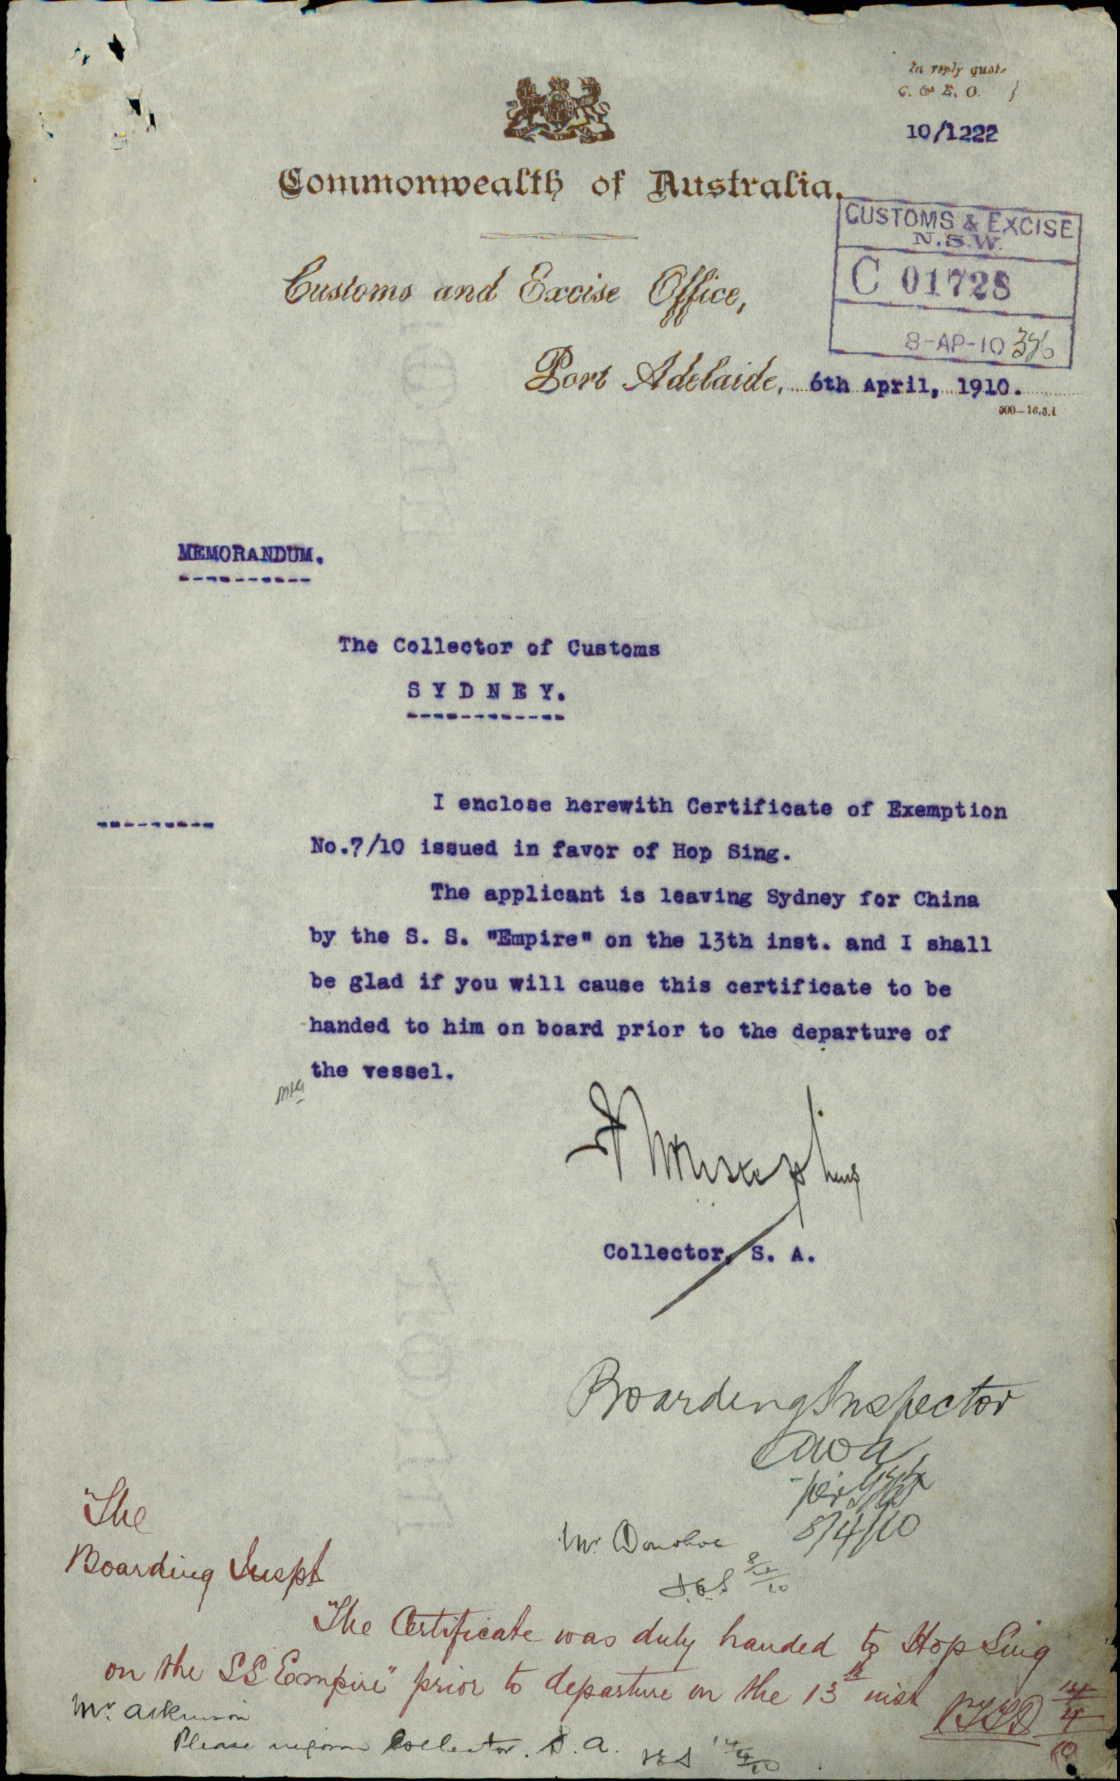 In reply quote
C. & E. O.
10/1222
Commonwealth of Australia.
CUSTOMS & EXCISE
N.S.W.
C 01728
8-AP-10
Customs and Excise Office,
Port Adelaide, 6th April, 1910.
MEMORANDUM.
The Collector of Customs
S Y D N E Y.
I enclose herewith Certificate of Exemption
No.7/10 issued in favor of Hop Sing.
The applicant is leaving Sydney for China
by the S. S. "Empire" on the 13th inst. and I shall
be glad if you will cause this certificate to be
handed to him on board prior to the departure of
the vessel.
Collector, S. A.
Boarding Inspector
8/4/10
Mr. Donohoe
The
Boarding Inspt
The Certificate was duly handed to Hop Sing
on the SS Empire" prior to departure on the 13th inst
Mr. Atkinson
Please inform Collector. S. A.